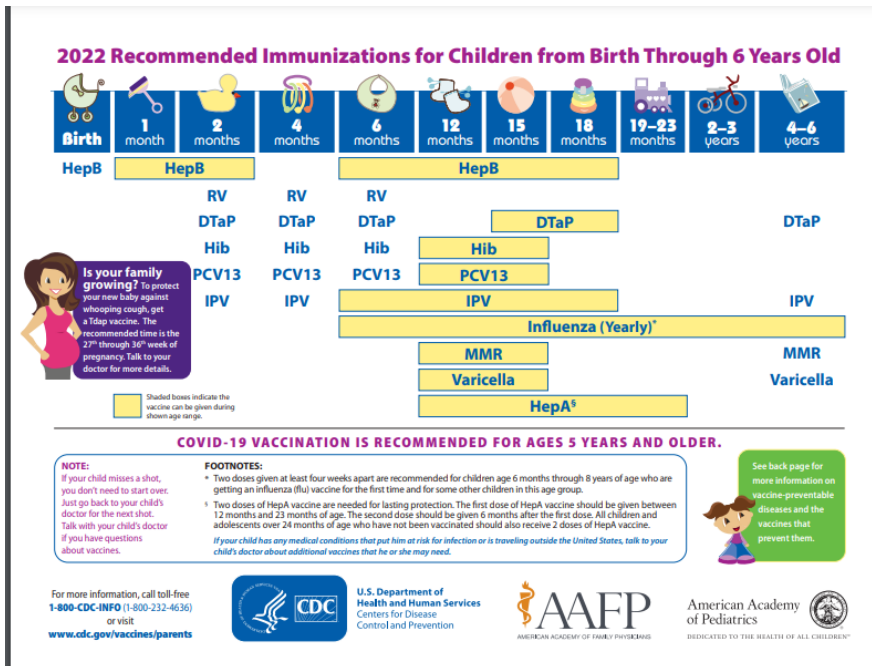 2022 Recommended Immunizations for Children from Birth Through 6 Years Old
Birth
1 month
2 months
4 months
6 months
12 months
15 months
18 months
19–23 months
2–3 years
4–6 years
HepB HepB HepB
RV RV RV
DTaP DTaP DTaP DTaP DTaP
Hib Hib Hib Hib
PCV13 PCV13 PCV13 PCV13
IPV IPV IPV IPV
Influenza (Yearly)*
MMR MMR
Varicella Varicella
HepA§
Is your family
growing? To protect
your new baby against
whooping cough, get
a Tdap vaccine. The
recommended time is the
27th through 36th week of
pregnancy. Talk to your
doctor for more details.
Shaded boxes indicate the
vaccine can be given during
shown age range.
COVID-19 VACCINATION IS RECOMMENDED FOR AGES 5 YEARS AND OLDER.
NOTE:
If your child misses a shot,
you don't need to start over.
Just go back to your child's
doctor for the next shot.
Talk with your child's doctor
if you have questions
about vaccines.
FOOTNOTES:
* Two doses given at least four weeks apart are recommended for children age 6 months through 8 years of age who are
getting an influenza (flu) vaccine for the first time and for some other children in this age group.
§ Two doses of HepA vaccine are needed for lasting protection. The first dose of HepA vaccine should be given between
12 months and 23 months of age. The second dose should be given 6 months after the first dose. All children and
adolescents over 24 months of age who have not been vaccinated should also receive 2 doses of HepA vaccine.
If your child has any medical conditions that put him at risk for infection or is traveling outside the United States, talk to your
child's doctor about additional vaccines that he or she may need.
See back page for
more information on
vaccine-preventable
diseases and the
vaccines that
prevent them.
For more information, call toll-free
1-800-CDC-INFO (1-800-232-4636)
or visit
www.cdc.gov/vaccines/parents
CDC
U.S. Department of
Health and Human Services
Centers for Disease
Control and Prevention
AAFP
AMERICAN ACADEMY OF FAMILY PHYSICIANS
American Academy
of Pediatrics
DEDICATED TO THE HEALTH OF ALL CHILDREN™